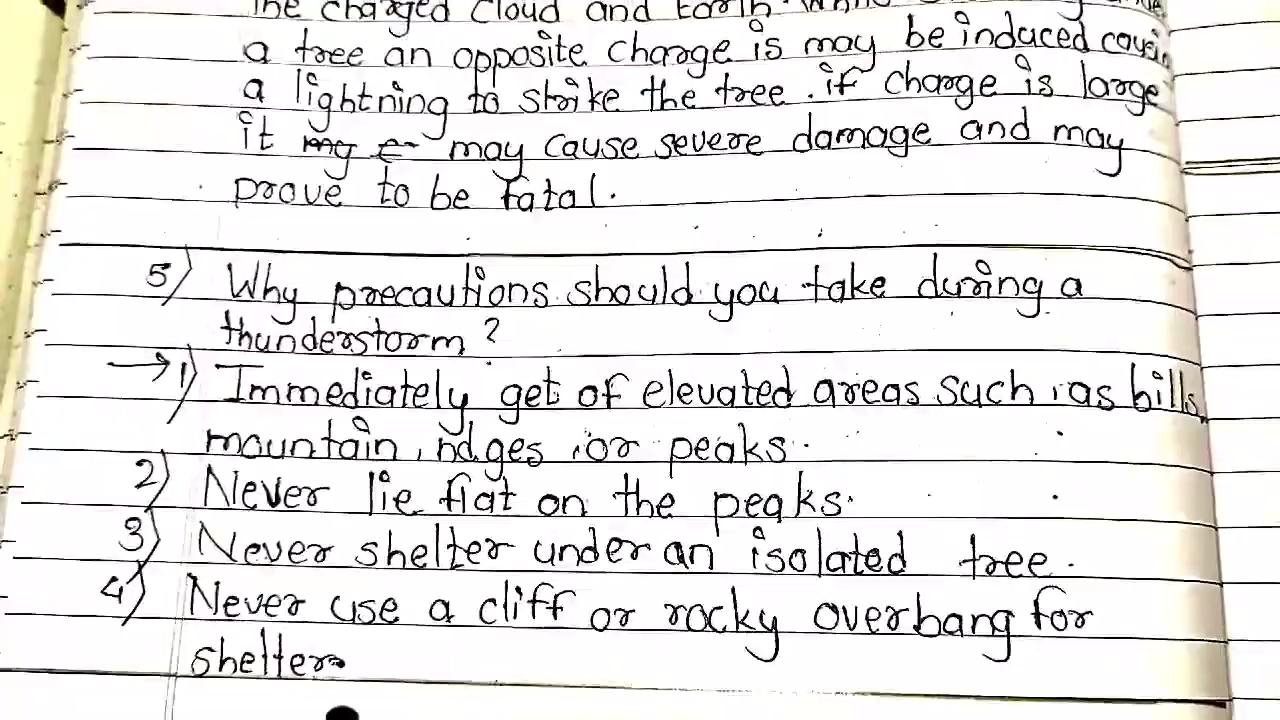 The charged cloud and Earth
a tree an opposite charge is may be induced
a lightning to strike the tree . if charge is large
it may cause severe damage and may
prove to be fatal.
5) Why precautions should you take during a
thunderstorm ?
→ 1) Immediately get of elevated areas such as bills
mountain, ridges or peaks.
2) Never lie flat on the peaks.
3) Never shelter under an isolated tree.
4) Never use a cliff or rocky overbang for
shelter